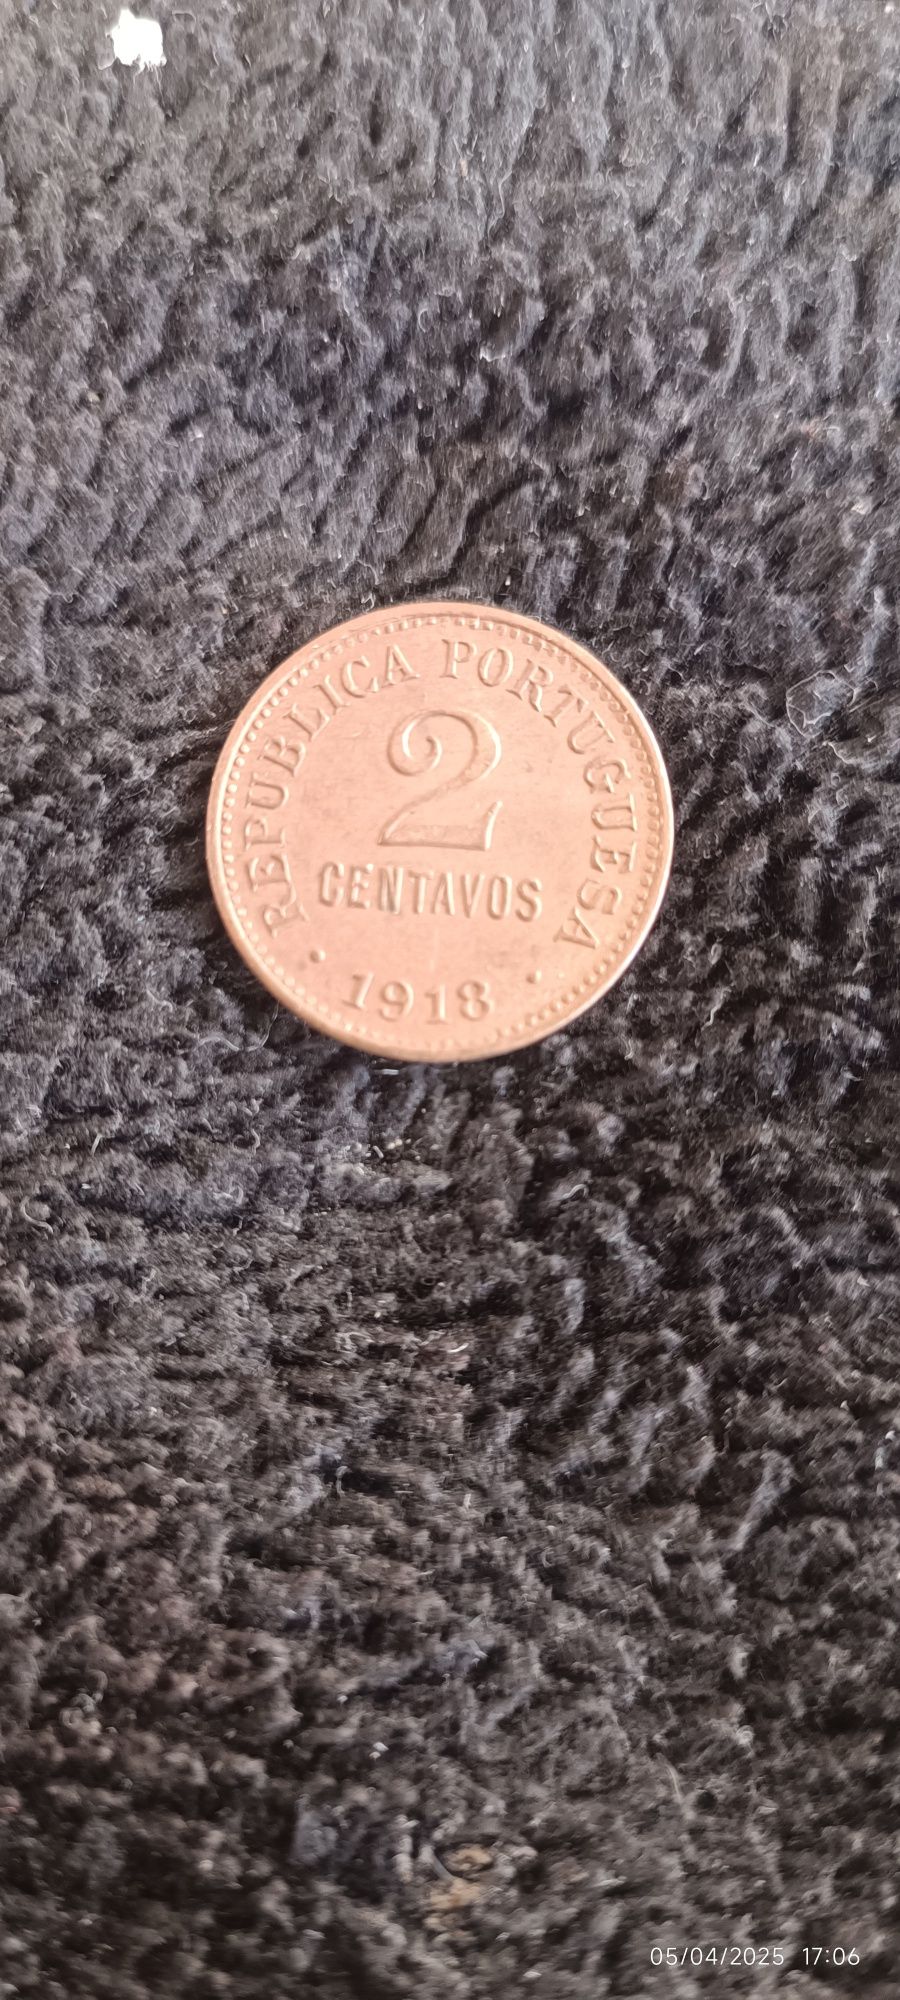 REPUBLICA PORTUGUESA
2
CENTAVOS
• 1918 •
05/04/2025 17:06